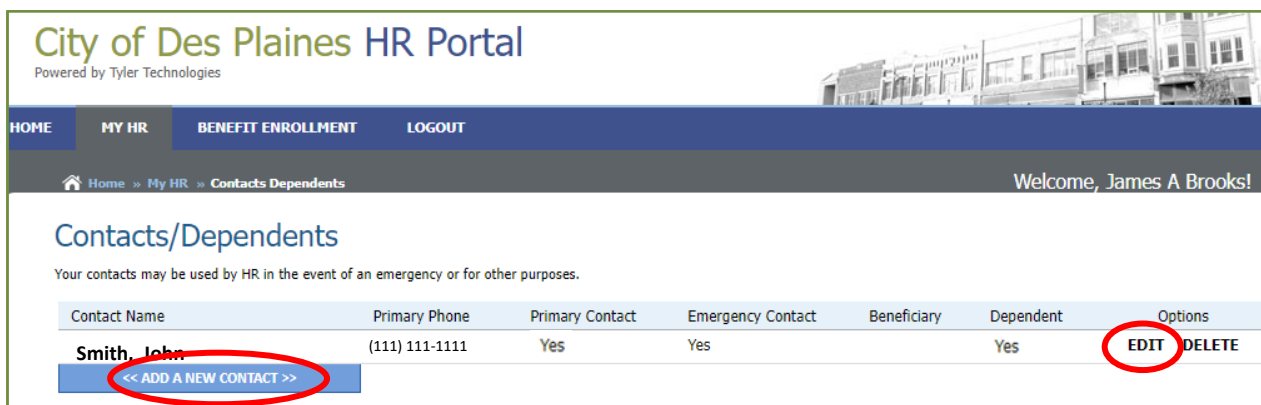 City of Des Plaines HR Portal
Powered by Tyler Technologies
HOME MY HR BENEFIT ENROLLMENT LOGOUT
Home » My HR » Contacts Dependents
Welcome, James A Brooks!
Contacts/Dependents
Your contacts may be used by HR in the event of an emergency or for other purposes.
Contact Name Primary Phone Primary Contact Emergency Contact Beneficiary Dependent Options
Smith, John (111) 111-1111 Yes Yes Yes EDIT DELETE
<< ADD A NEW CONTACT >>